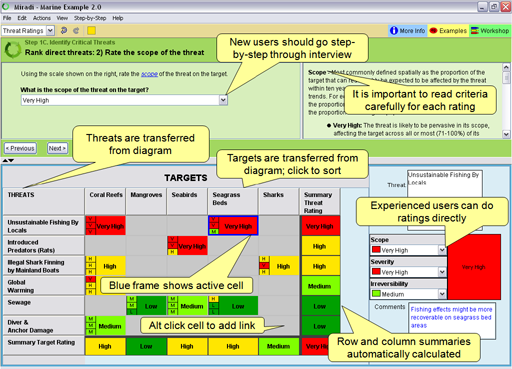 Miradi - Marine Example 2.0
File Edit Actions View Step-by-Step Help
Threat Ratings
More Info Examples Workshop
Step 1C. Identify Critical Threats
Rank direct threats: 2) Rate the scope of the threat
New users should go step-
by-step through interview
Using the scale shown on the right, rate the scope of the threat on the target.
What is the scope of the threat on the target?
Very High
Scope - Most commonly defined spatially as the proportion of the
target that can
be expected to be affected by the threat
within ten
trends. For
the proportion
the proportion
It is important to read criteria
carefully for each rating
Very High: The threat is likely to be pervasive in its scope,
affecting the target across all or most (71-100%) of its
< Previous Next >
Threats are transferred
from diagram
Targets are transferred from
diagram; click to sort
TARGETS
THREATS Coral Reefs Mangroves Seabirds Seagrass Beds Sharks Summary Threat Rating
Unsustainable Fishing By Locals Very High Very High Very High
Introduced Predators (Rats) Very High High
Illegal Shark Finning by Mainland Boats High High High
Global Warming High
Sewage Medium Low Low Low
Diver & Anchor Damage Medium Low
Summary Target Rating High Low High High Medium Very High
Blue frame shows active cell
Alt click cell to add link
Threat
Unsustainable Fishing By
Locals
Experienced users can do
ratings directly
Scope
Very High
Severity
Very High
Irreversibility
Medium
Very High
Comments
Fishing effects might be more
recoverable on seagrass bed
areas
Row and column summaries
automatically calculated